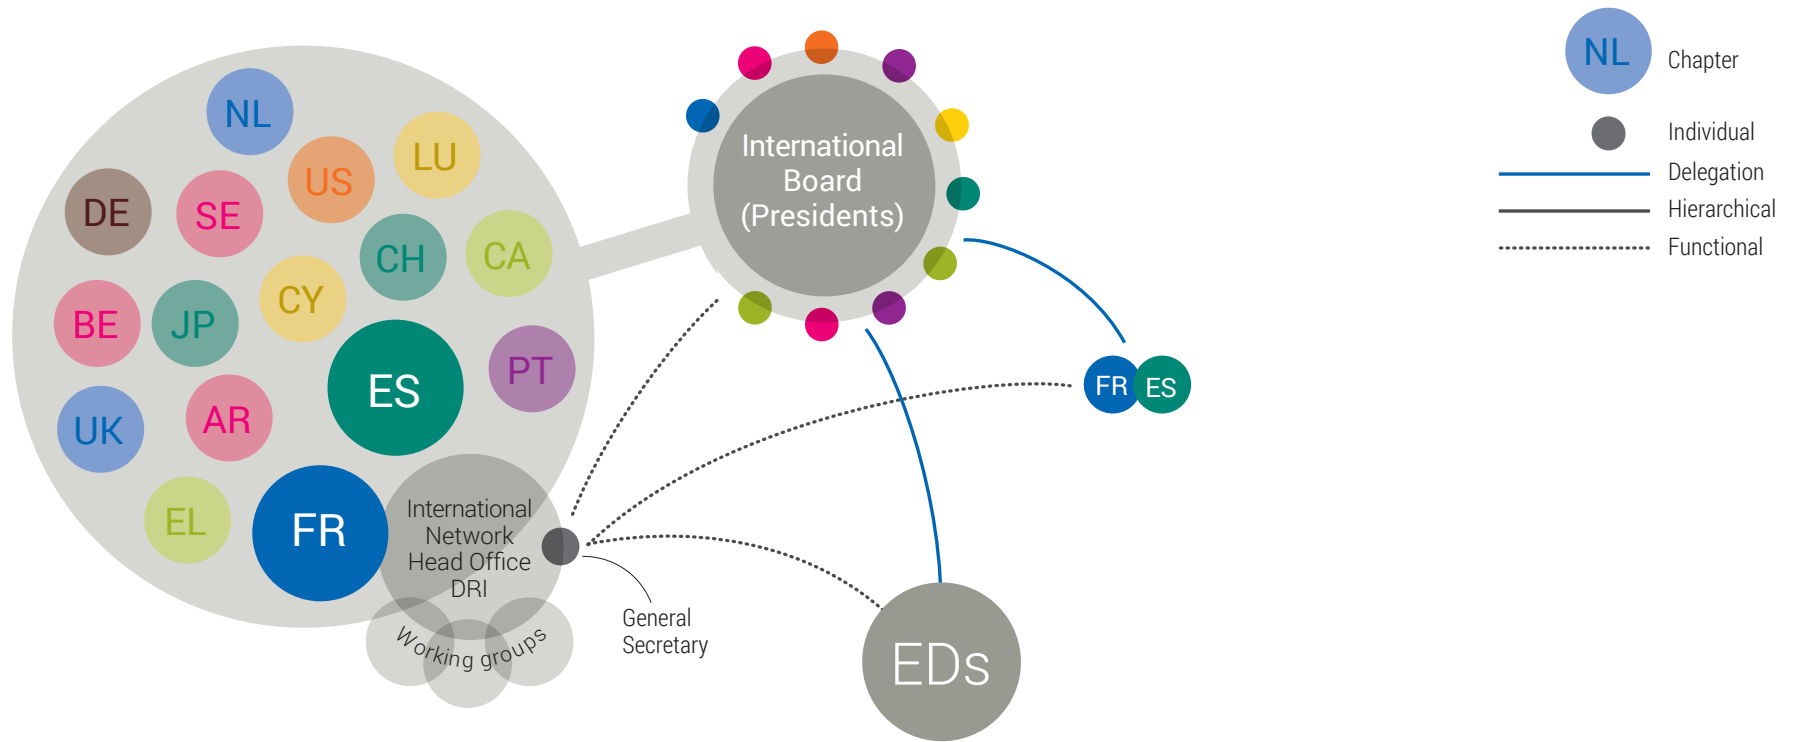 NL
US
LU
DE
SE
CH
CA
CY
BE
JP
ES
PT
UK
AR
EL
FR
International
Network
Head Office
DRI
Working groups
General
Secretary
International
Board
(Presidents)
FR
ES
EDs
NL
Chapter
Individual
Delegation
Hierarchical
Functional